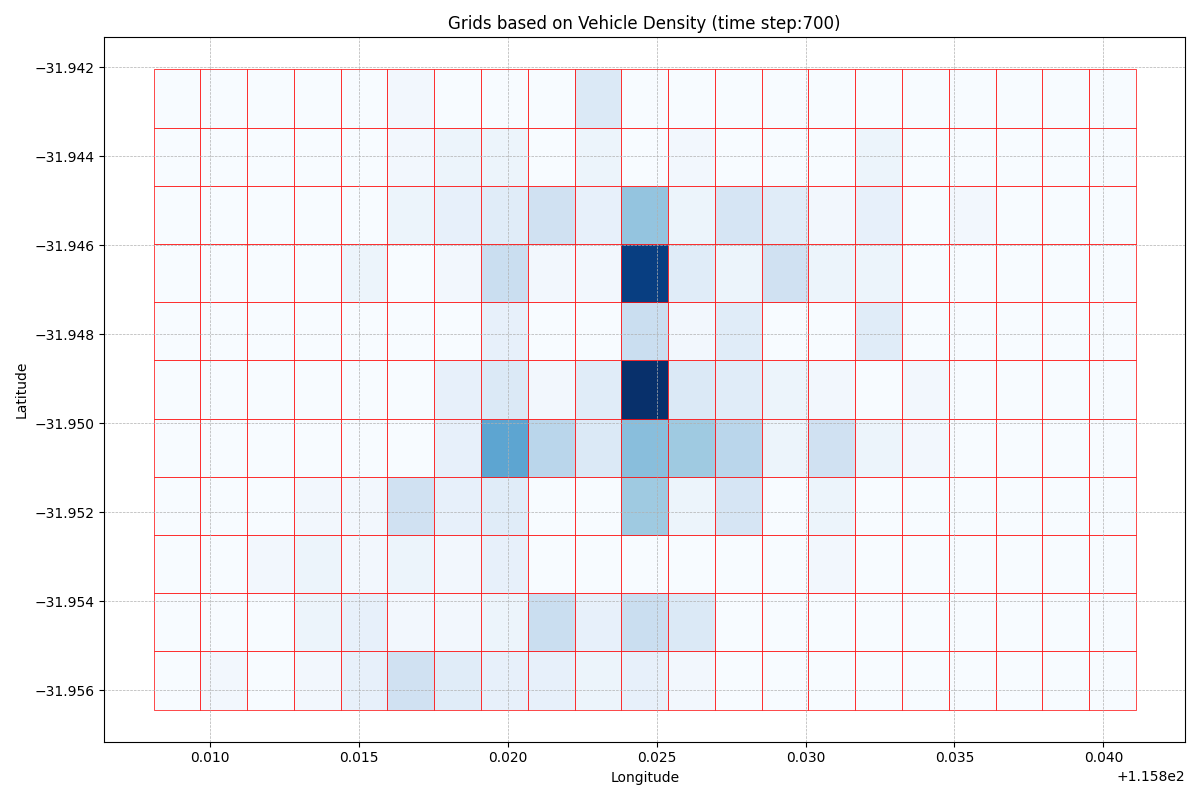 Grids based on Vehicle Density (time step:700)
Latitude
−31.942
−31.944
−31.946
−31.948
−31.950
−31.952
−31.954
−31.956
0.010 0.015 0.020 0.025 0.030 0.035 0.040
Longitude
+1.158e2